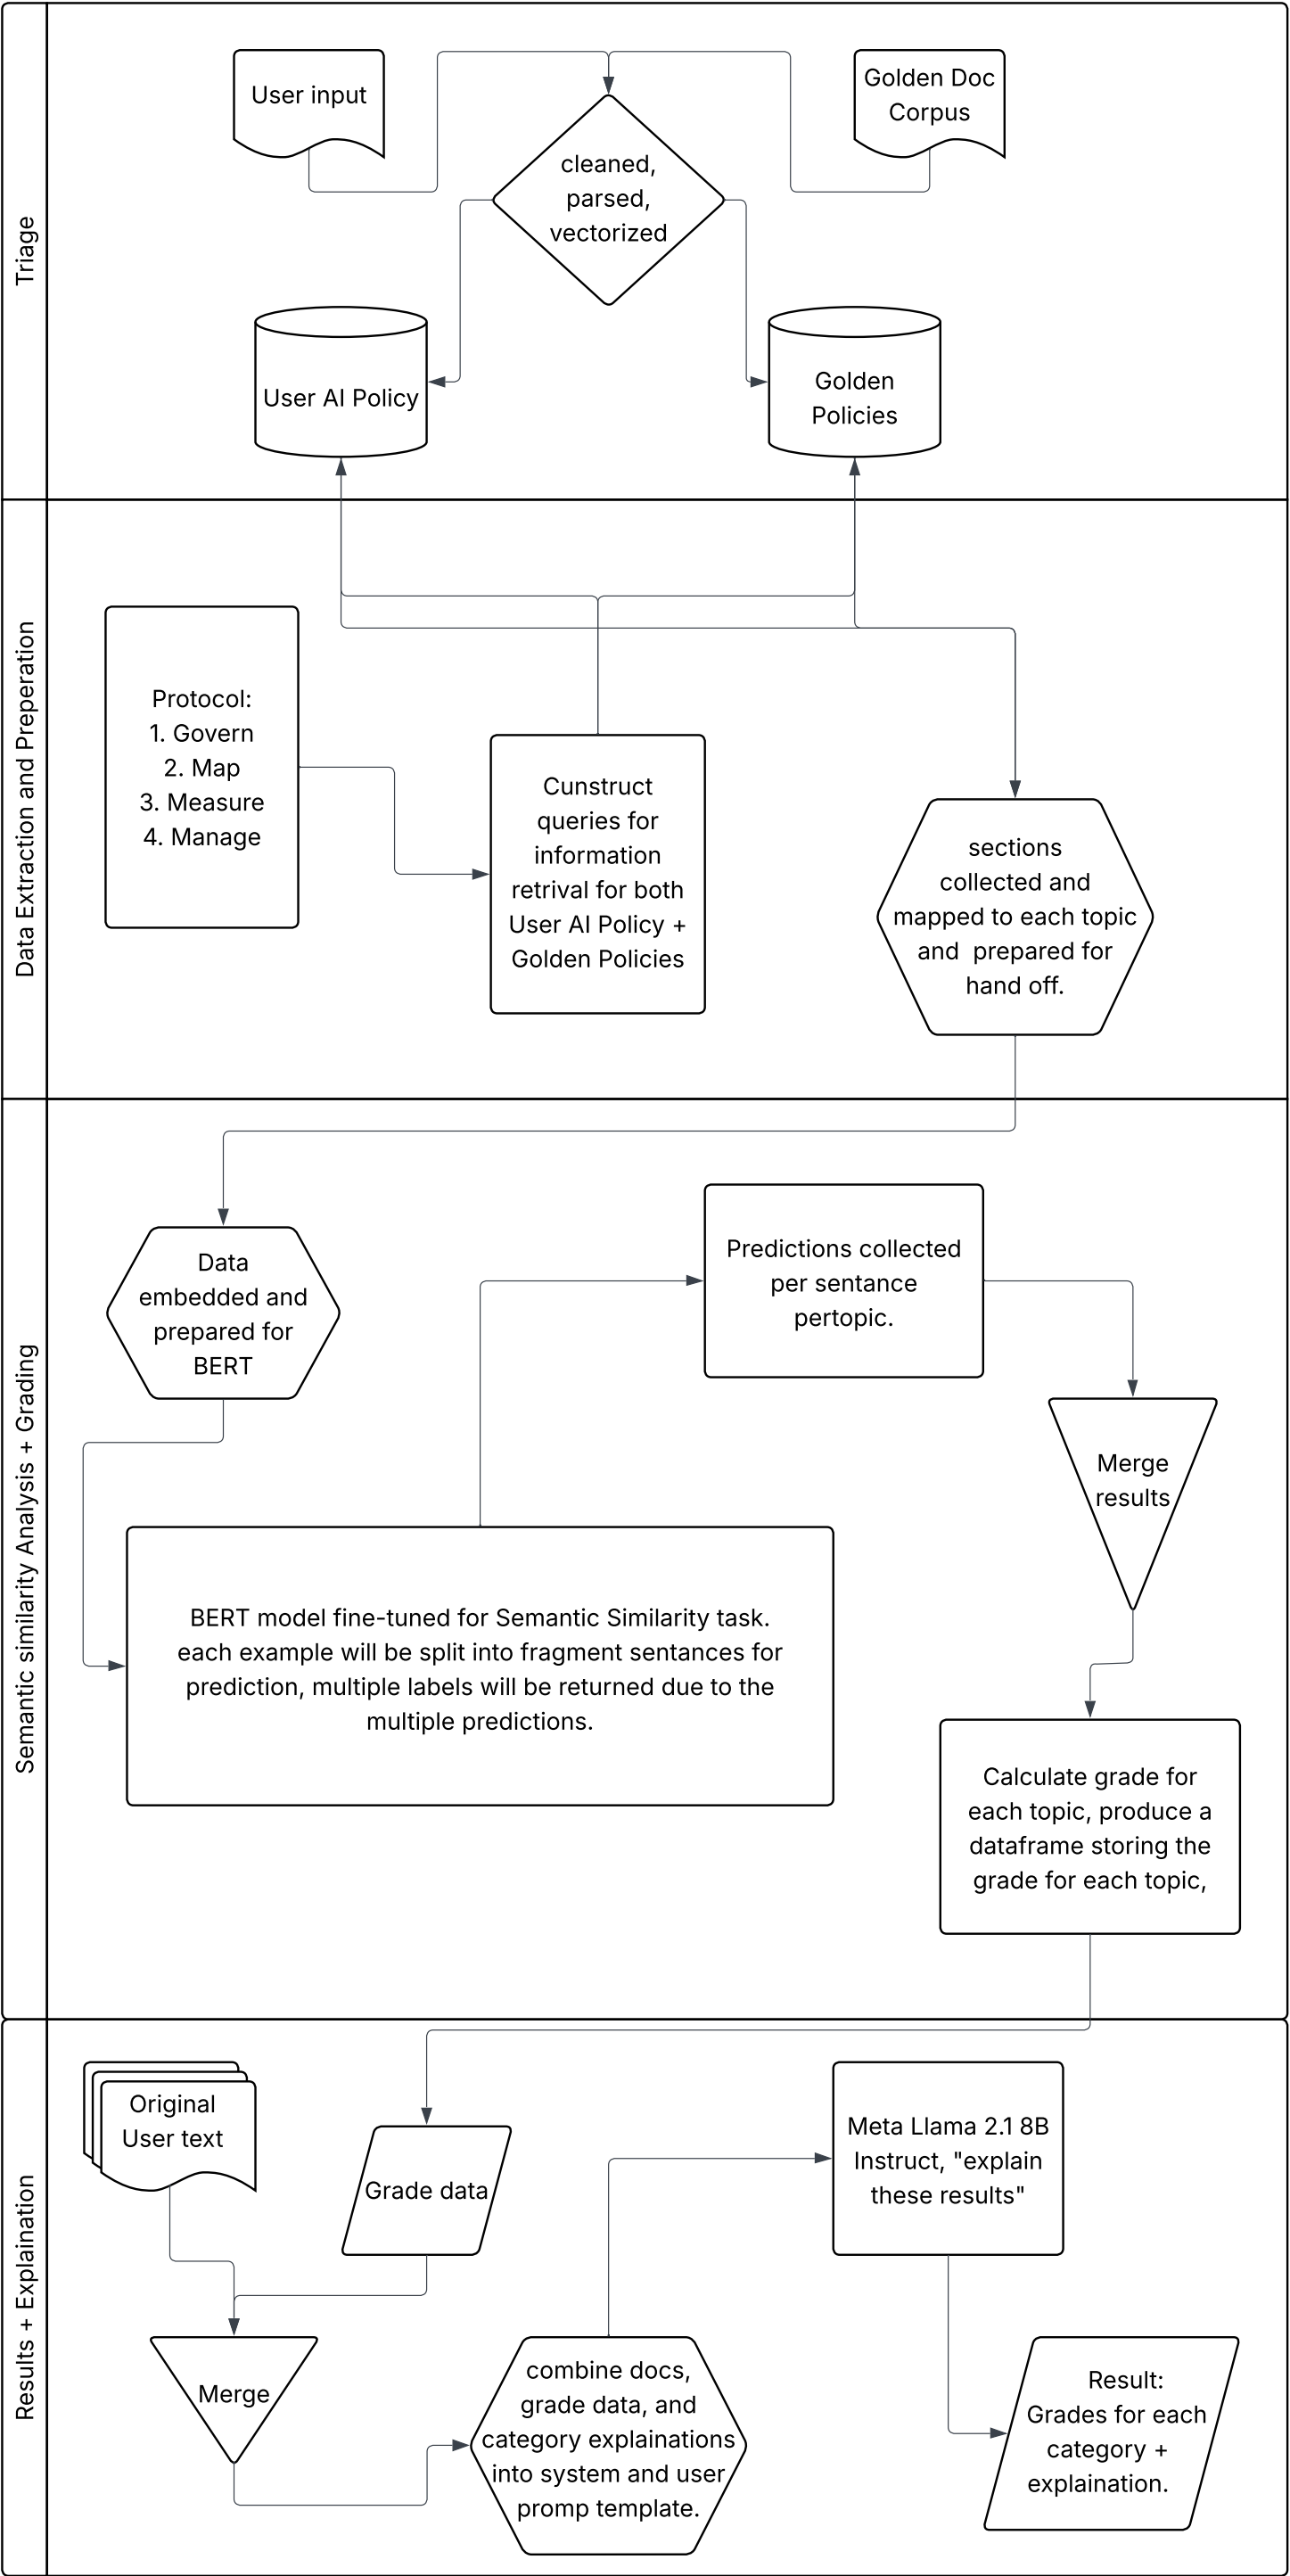 Triage
User input
Golden Doc
Corpus
cleaned,
parsed,
vectorized
User AI Policy
Golden
Policies
Data Extraction and Preperation
Protocol:
1. Govern
2. Map
3. Measure
4. Manage
Cunstruct
queries for
information
retrival for both
User AI Policy +
Golden Policies
sections
collected and
mapped to each topic
and prepared for
hand off.
Semantic similarity Analysis + Grading
Data
embedded and
prepared for
BERT
Predictions collected
per sentance
pertopic.
Merge
results
BERT model fine-tuned for Semantic Similarity task.
each example will be split into fragment sentances for
prediction, multiple labels will be returned due to the
multiple predictions.
Calculate grade for
each topic, produce a
dataframe storing the
grade for each topic,
Results + Explaination
Original
User text
Grade data
Meta Llama 2.1 8B
Instruct, "explain
these results"
Merge
combine docs,
grade data, and
category explainations
into system and user
promp template.
Result:
Grades for each
category +
explaination.